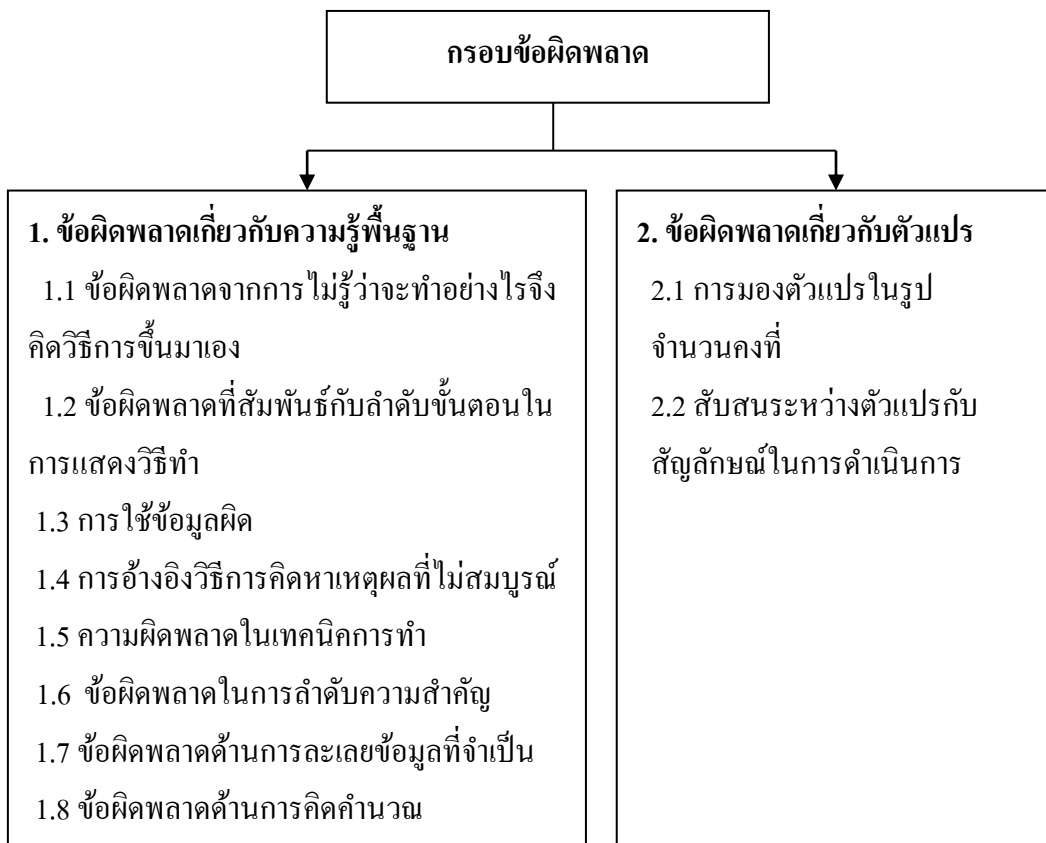 กรอบข้อผิดพลาด
1. ข้อผิดพลาดเกี่ยวกับความรู้พื้นฐาน
1.1 ข้อผิดพลาดจากการไม่รู้ว่าจะทำอย่างไรจึง
คิดวิธีการขึ้นมาเอง
1.2 ข้อผิดพลาดที่สัมพันธ์กับลำดับขั้นตอนใน
การแสดงวิธีทำ
1.3 การใช้ข้อมูลผิด
1.4 การอ้างอิงวิธีการคิดหาเหตุผลที่ไม่สมบูรณ์
1.5 ความผิดพลาดในเทคนิคการทำ
1.6 ข้อผิดพลาดในการลำดับความสำคัญ
1.7 ข้อผิดพลาดด้านการละเลยข้อมูลที่จำเป็น
1.8 ข้อผิดพลาดด้านการคิดคำนวณ
2. ข้อผิดพลาดเกี่ยวกับตัวแปร
2.1 การมองตัวแปรในรูป
จำนวนคงที่
2.2 สับสนระหว่างตัวแปรกับ
สัญลักษณ์ในการดำเนินการ